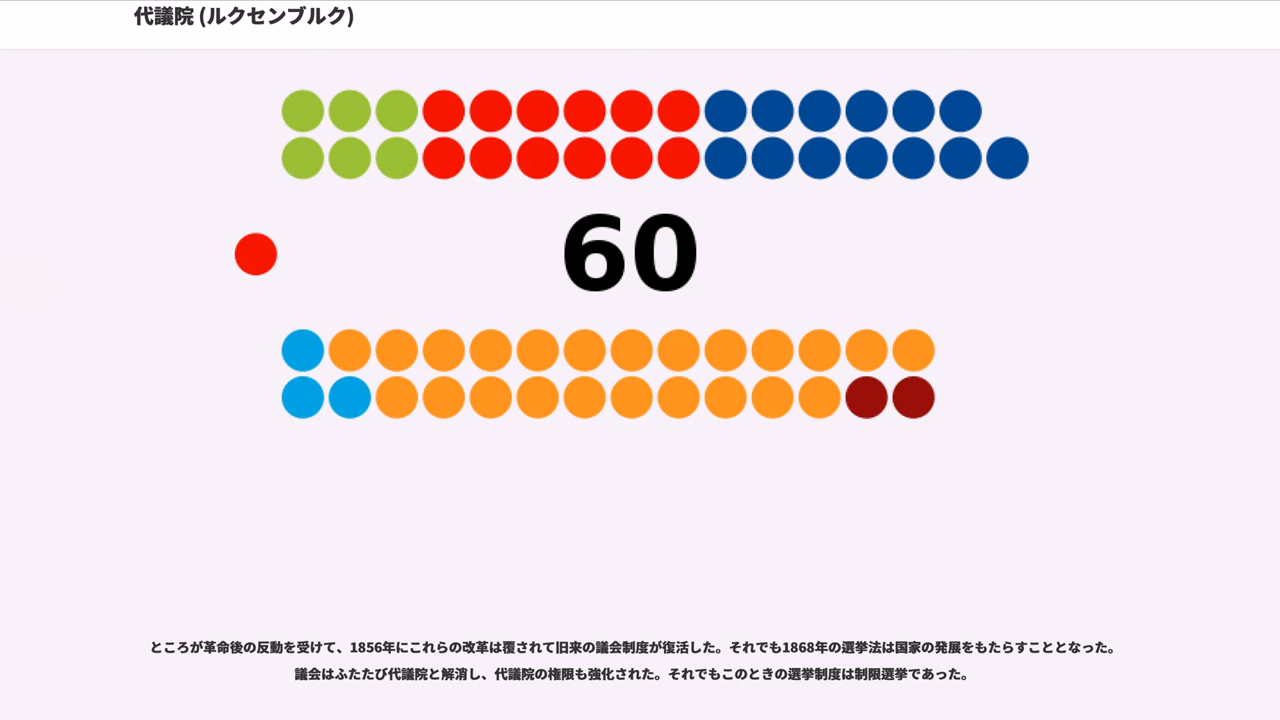 代議院 (ルクセンブルク)
60
ところが革命後の反動を受けて、1856年にこれらの改革は覆されて旧来の議会制度が復活した。それでも1868年の選挙法は国家の発展をもたらすこととなった。
議会はふたたび代議院と解消し、代議院の権限も強化された。それでもこのときの選挙制度は制限選挙であった。